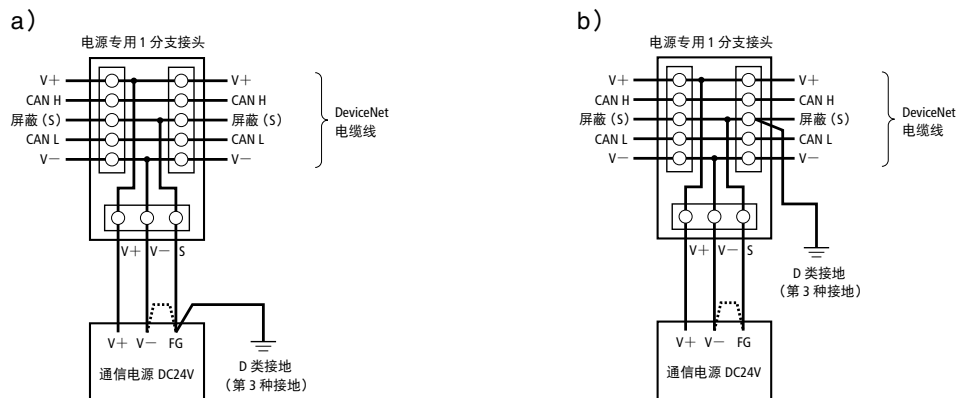 a）
电源专用 1 分支接头
V＋ V＋
CAN H CAN H
屏蔽（S） 屏蔽（S）
CAN L CAN L
V－ V－
DeviceNet
电缆线
V＋ V－ S
V＋ V－ FG
通信电源 DC24V
D 类接地
（第 3 种接地）
b）
电源专用 1 分支接头
V＋ V＋
CAN H CAN H
屏蔽（S） 屏蔽（S）
CAN L CAN L
V－ V－
DeviceNet
电缆线
V＋ V－ S
D 类接地
（第 3 种接地）
V＋ V－ FG
通信电源 DC24V